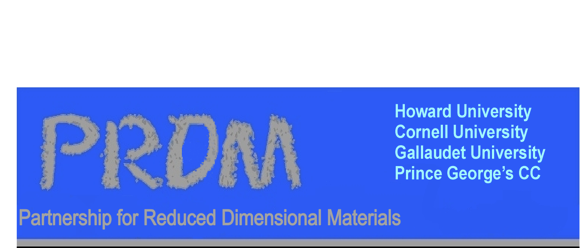 PRDM
Howard University
Cornell University
Gallaudet University
Prince George's CC
Partnership for Reduced Dimensional Materials